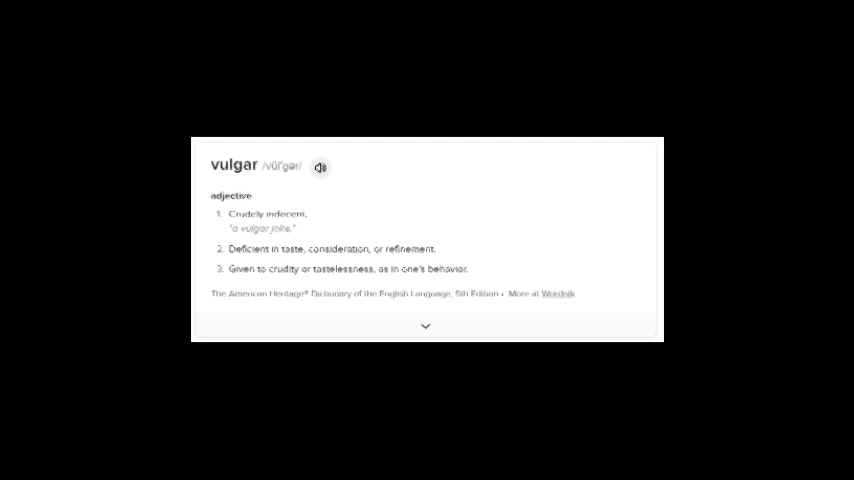 vulgar /vŭl'gər/
adjective
1. Crudely indecent.
"a vulgar joke."
2. Deficient in taste, consideration, or refinement.
3. Given to crudity or tastelessness, as in one's behavior.
The American Heritage® Dictionary of the English Language, 5th Edition • More at Wordnik